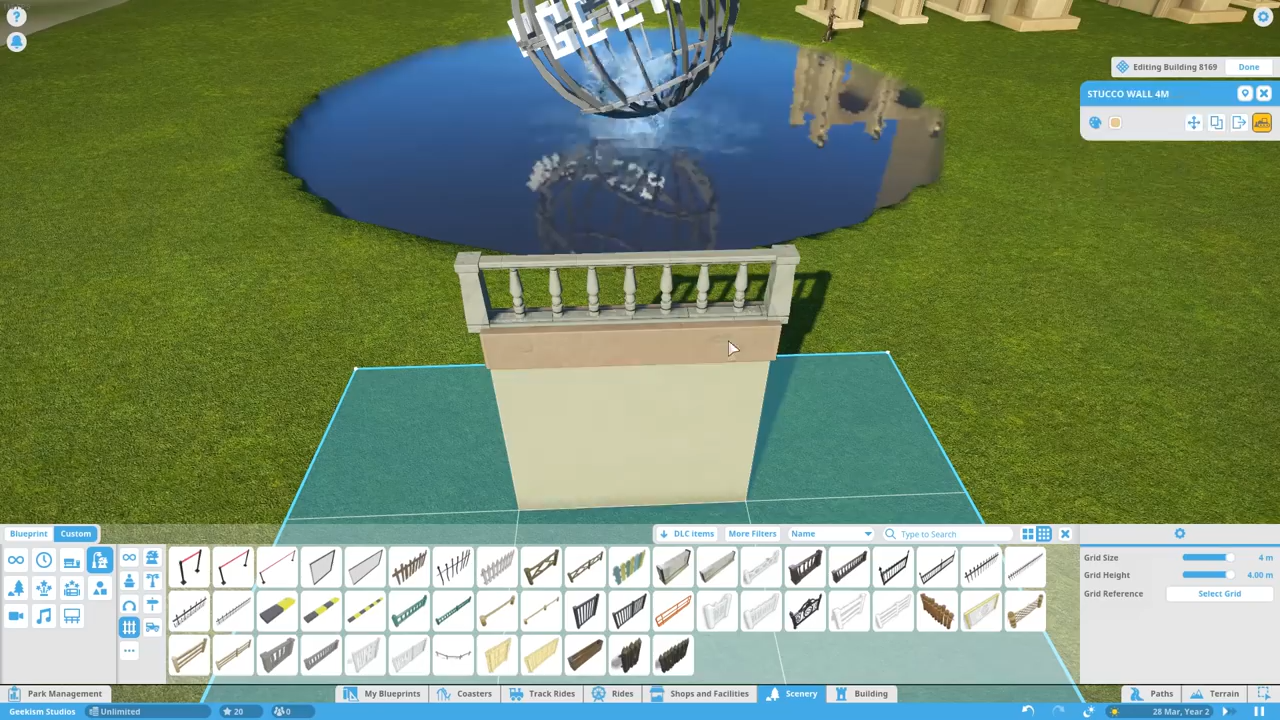 GEEK
Editing Building 8169
Done
STUCCO WALL 4M
Blueprint
Custom
DLC items
More Filters
Name
Type to Search
Grid Size
4 m
Grid Height
4.00 m
Grid Reference
Select Grid
Park Management
My Blueprints
Coasters
Track Rides
Rides
Shops and Facilities
Scenery
Building
Paths
Terrain
Geekism Studios
Unlimited
20
0
28 Mar, Year 2